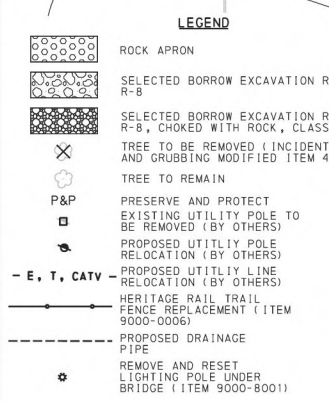 LEGEND
ROCK APRON
SELECTED BORROW EXCAVATION R
R-8
SELECTED BORROW EXCAVATION R
R-8, CHOKED WITH ROCK, CLASS
TREE TO BE REMOVED (INCIDENT
AND GRUBBING MODIFIED ITEM 4
TREE TO REMAIN
P&P PRESERVE AND PROTECT
EXISTING UTILITY POLE TO
BE REMOVED (BY OTHERS)
PROPOSED UTITLIY POLE
RELOCATION (BY OTHERS)
- E, T, CATV - PROPOSED UTITLIY LINE
RELOCATION (BY OTHERS)
HERITAGE RAIL TRAIL
FENCE REPLACEMENT (ITEM
9000-0006)
PROPOSED DRAINAGE
PIPE
REMOVE AND RESET
LIGHTING POLE UNDER
BRIDGE (ITEM 9000-8001)